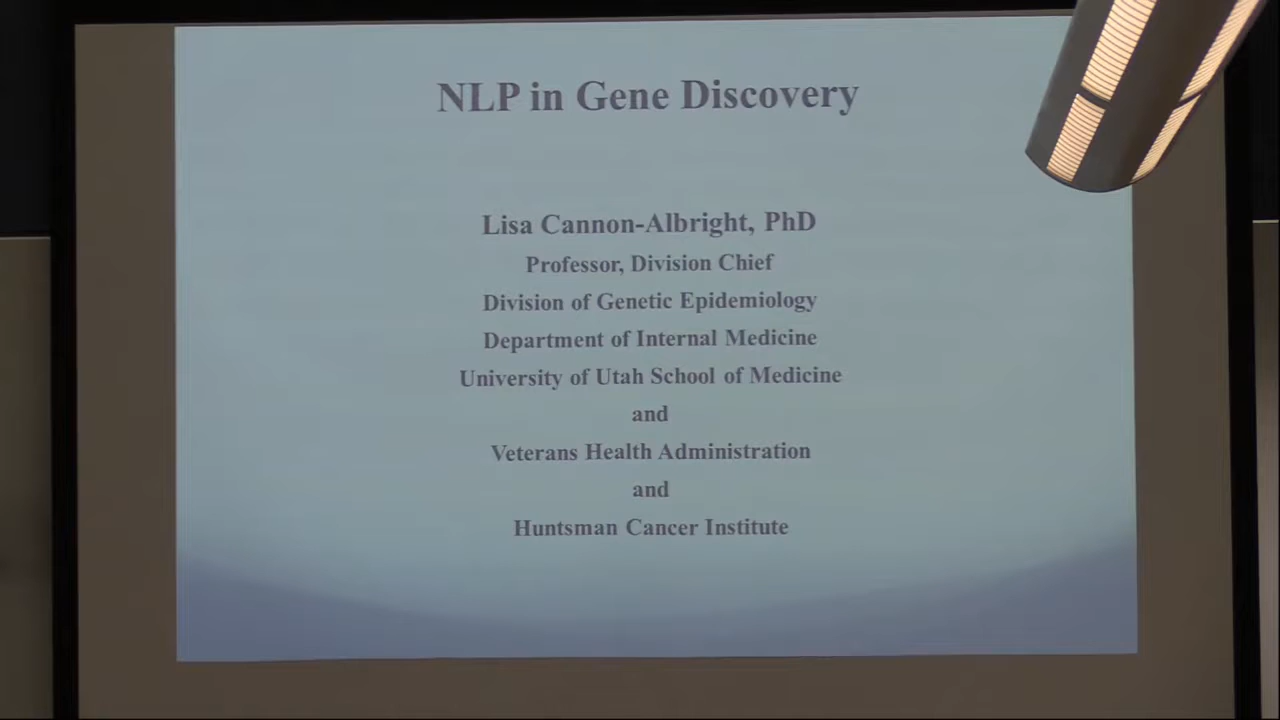 NLP in Gene Discovery
Lisa Cannon-Albright, PhD
Professor, Division Chief
Division of Genetic Epidemiology
Department of Internal Medicine
University of Utah School of Medicine
and
Veterans Health Administration
and
Huntsman Cancer Institute